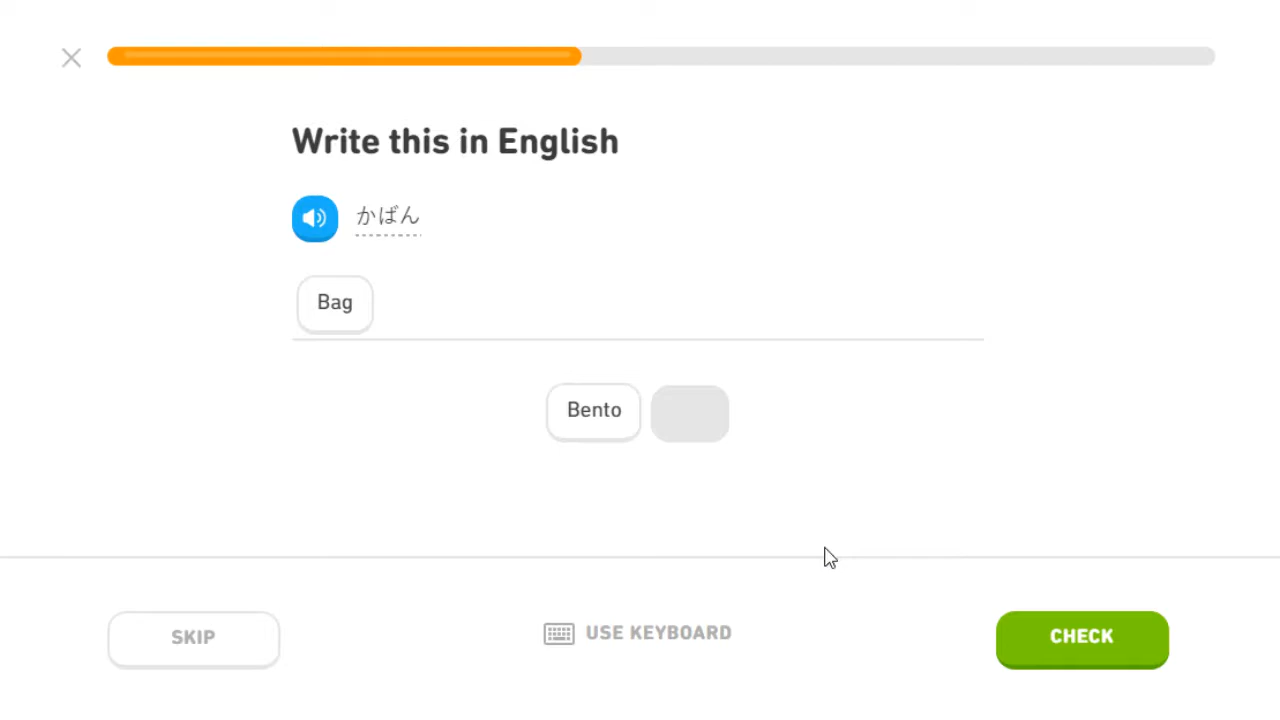 Write this in English
かばん
Bag
Bento
SKIP
USE KEYBOARD
CHECK